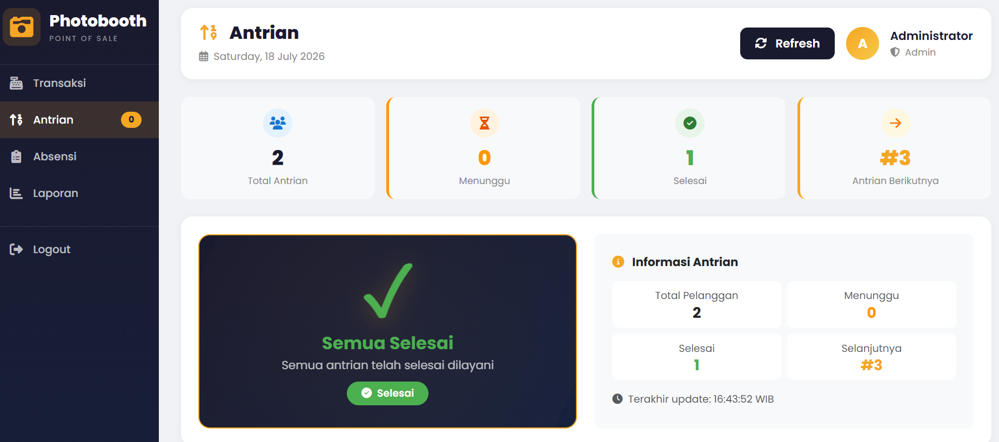 Photobooth
POINT OF SALE
Transaksi
Antrian 0
Absensi
Laporan
Logout
Antrian
Saturday, 18 July 2026
Refresh
A
Administrator
Admin
2
Total Antrian
0
Menunggu
1
Selesai
#3
Antrian Berikutnya
Semua Selesai
Semua antrian telah selesai dilayani
Selesai
Informasi Antrian
Total Pelanggan
2
Menunggu
0
Selesai
1
Selanjutnya
#3
Terakhir update: 16:43:52 WIB